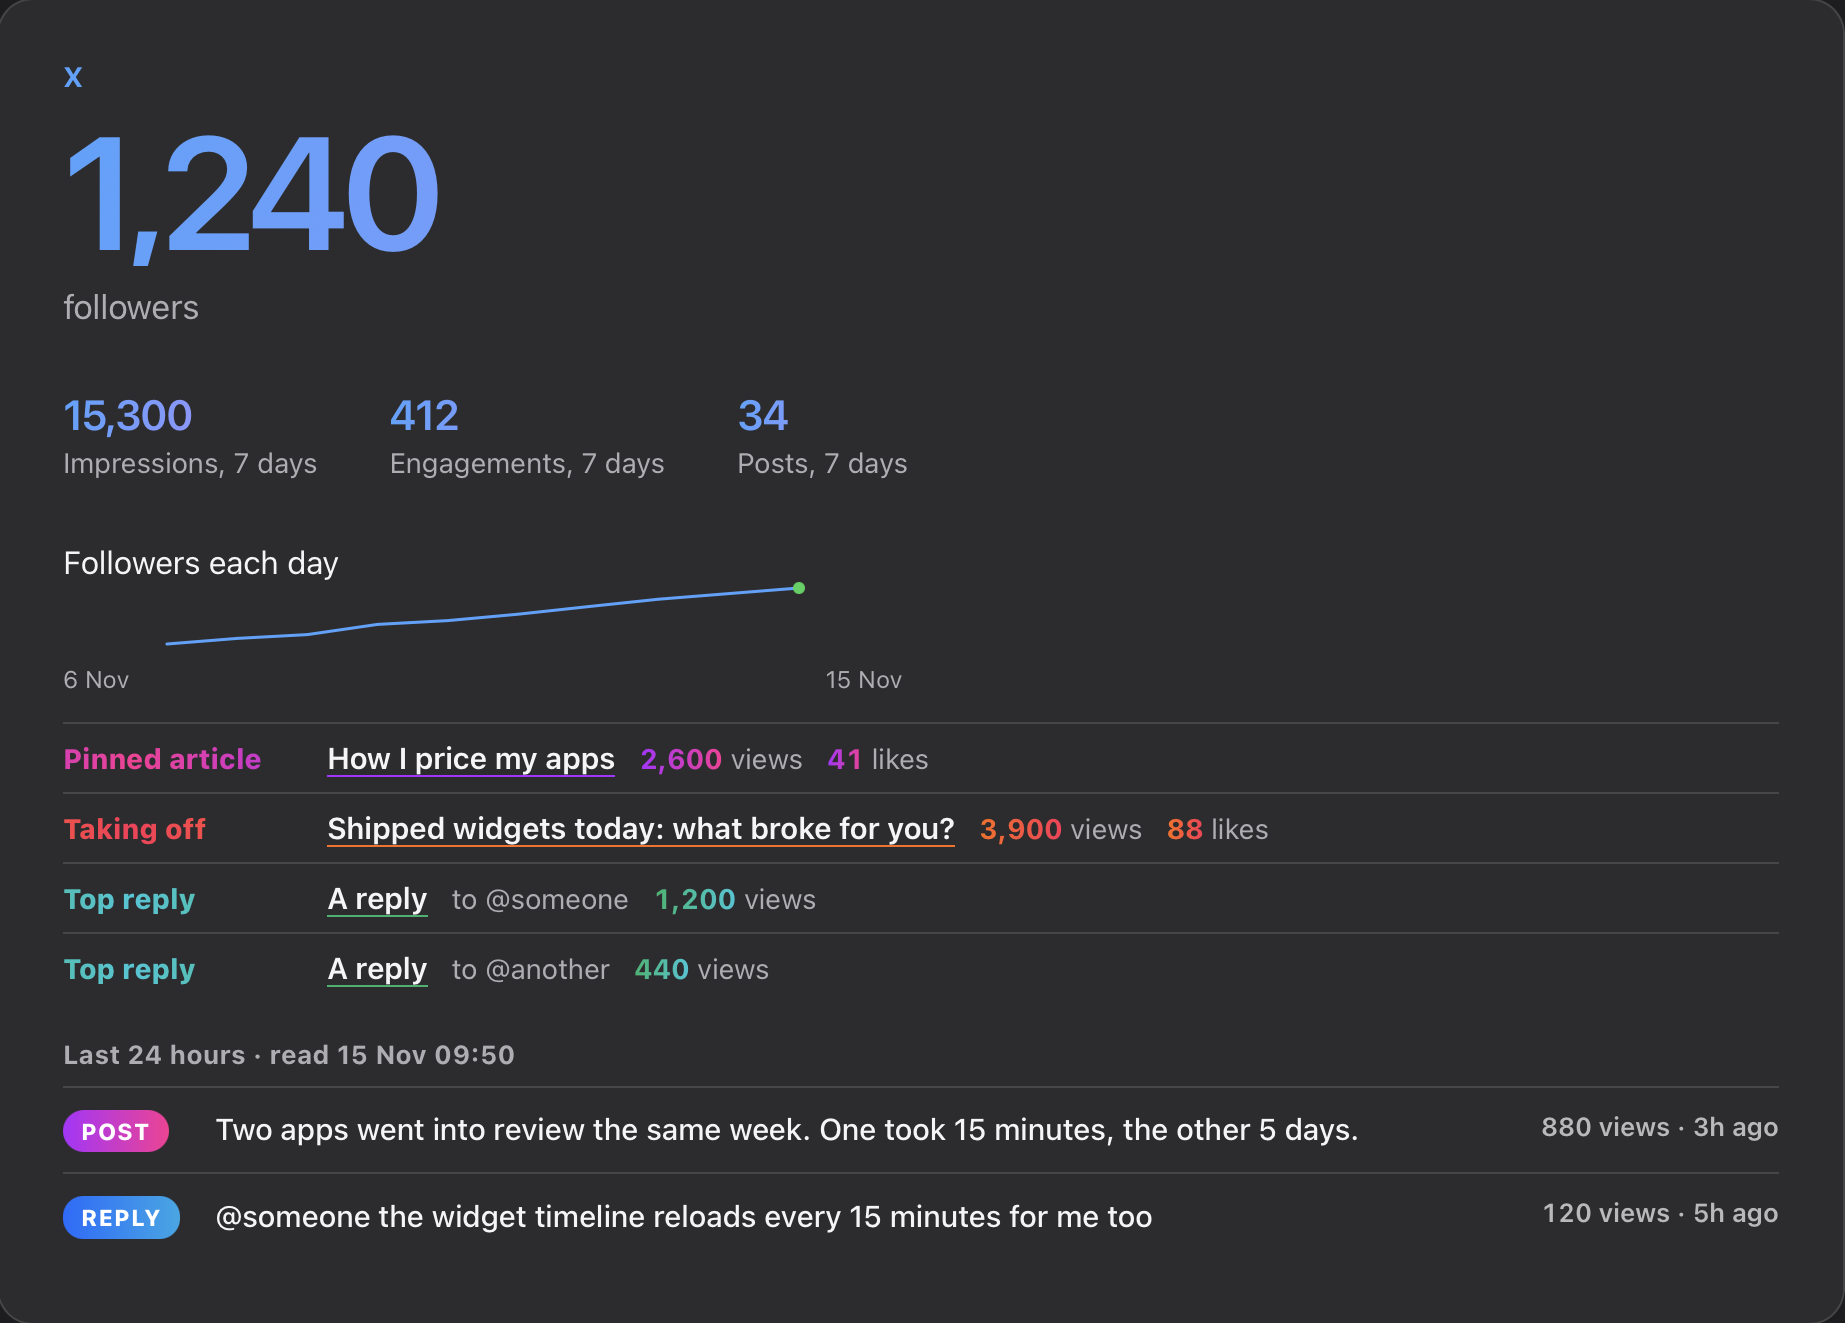 X
1,240
followers
15,300 412 34
Impressions, 7 days Engagements, 7 days Posts, 7 days
Followers each day
6 Nov 15 Nov
Pinned article How I price my apps 2,600 views 41 likes
Taking off Shipped widgets today: what broke for you? 3,900 views 88 likes
Top reply A reply to @someone 1,200 views
Top reply A reply to @another 440 views
Last 24 hours · read 15 Nov 09:50
POST Two apps went into review the same week. One took 15 minutes, the other 5 days. 880 views · 3h ago
REPLY @someone the widget timeline reloads every 15 minutes for me too 120 views · 5h ago